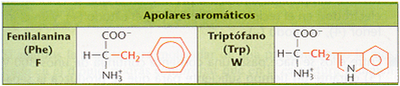 Apolares aromáticos
Fenilalanina
(Phe)
F
COO⁻
H C CH₂
NH₃⁺
Triptófano
(Trp)
W
COO⁻
H C CH₂
NH₃⁺
N
H